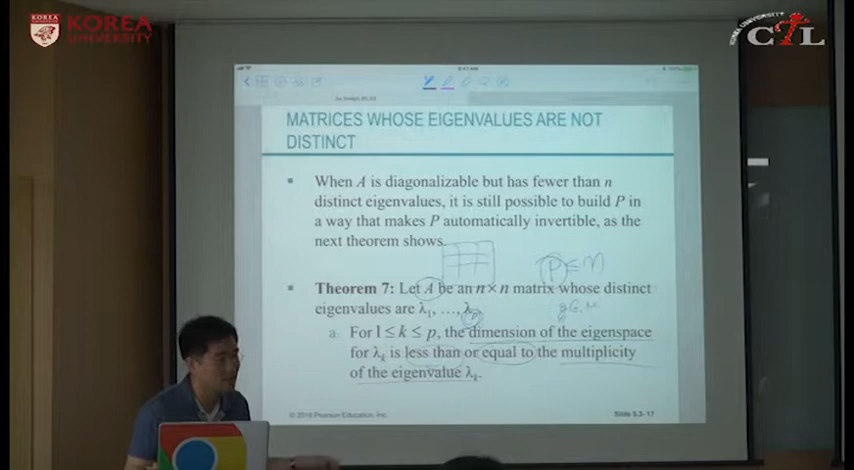 KOREA
UNIVERSITY
KOREA UNIVERSITY
CTL
MATRICES WHOSE EIGENVALUES ARE NOT
DISTINCT
▪ When A is diagonalizable but has fewer than n
distinct eigenvalues, it is still possible to build P in
a way that makes P automatically invertible, as the
next theorem shows.
P ≤ n
▪ Theorem 7: Let A be an n × n matrix whose distinct
eigenvalues are λ₁, …, λₚ.
a. For 1 ≤ k ≤ p, the dimension of the eigenspace
for λₖ is less than or equal to the multiplicity
of the eigenvalue λₖ.
© 2016 Pearson Education, Inc.
Slide 5.3- 17